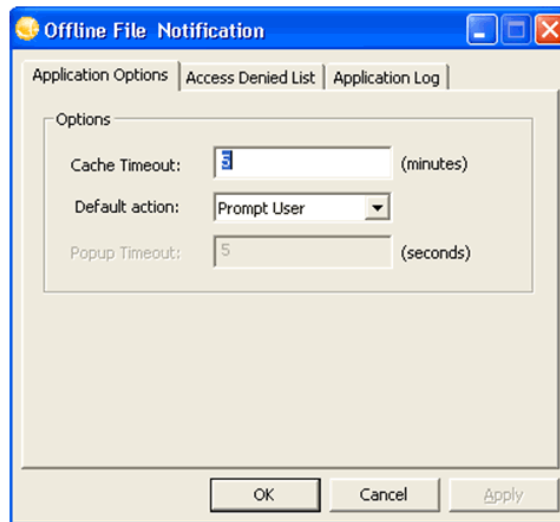 Offline File Notification
Application Options Access Denied List Application Log
Options
Cache Timeout: 5 (minutes)
Default action: Prompt User
Popup Timeout: 5 (seconds)
OK Cancel Apply